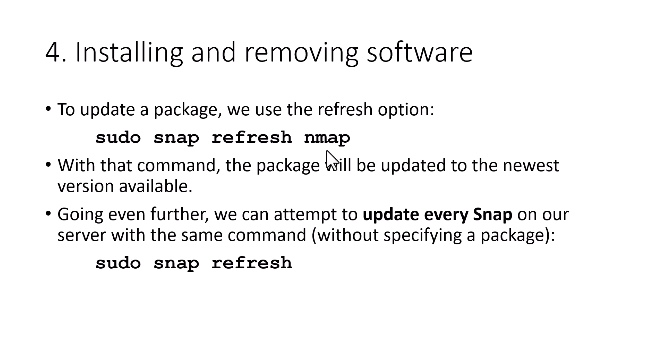 4. Installing and removing software
• To update a package, we use the refresh option:
sudo snap refresh nmap
• With that command, the package will be updated to the newest
version available.
• Going even further, we can attempt to update every Snap on our
server with the same command (without specifying a package):
sudo snap refresh